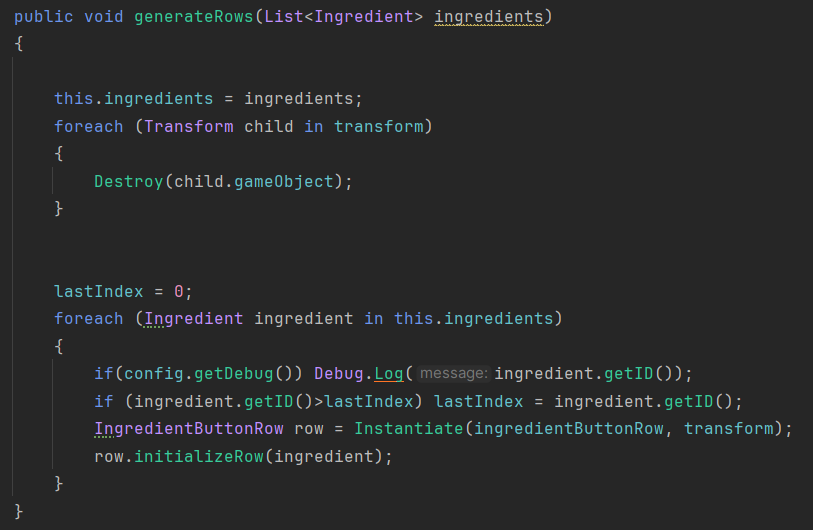 public void generateRows(List<Ingredient> ingredients)
{
this.ingredients = ingredients;
foreach (Transform child in transform)
{
Destroy(child.gameObject);
}
lastIndex = 0;
foreach (Ingredient ingredient in this.ingredients)
{
if(config.getDebug()) Debug.Log( message: ingredient.getID());
if (ingredient.getID()>lastIndex) lastIndex = ingredient.getID();
IngredientButtonRow row = Instantiate(ingredientButtonRow, transform);
row.initializeRow(ingredient);
}
}